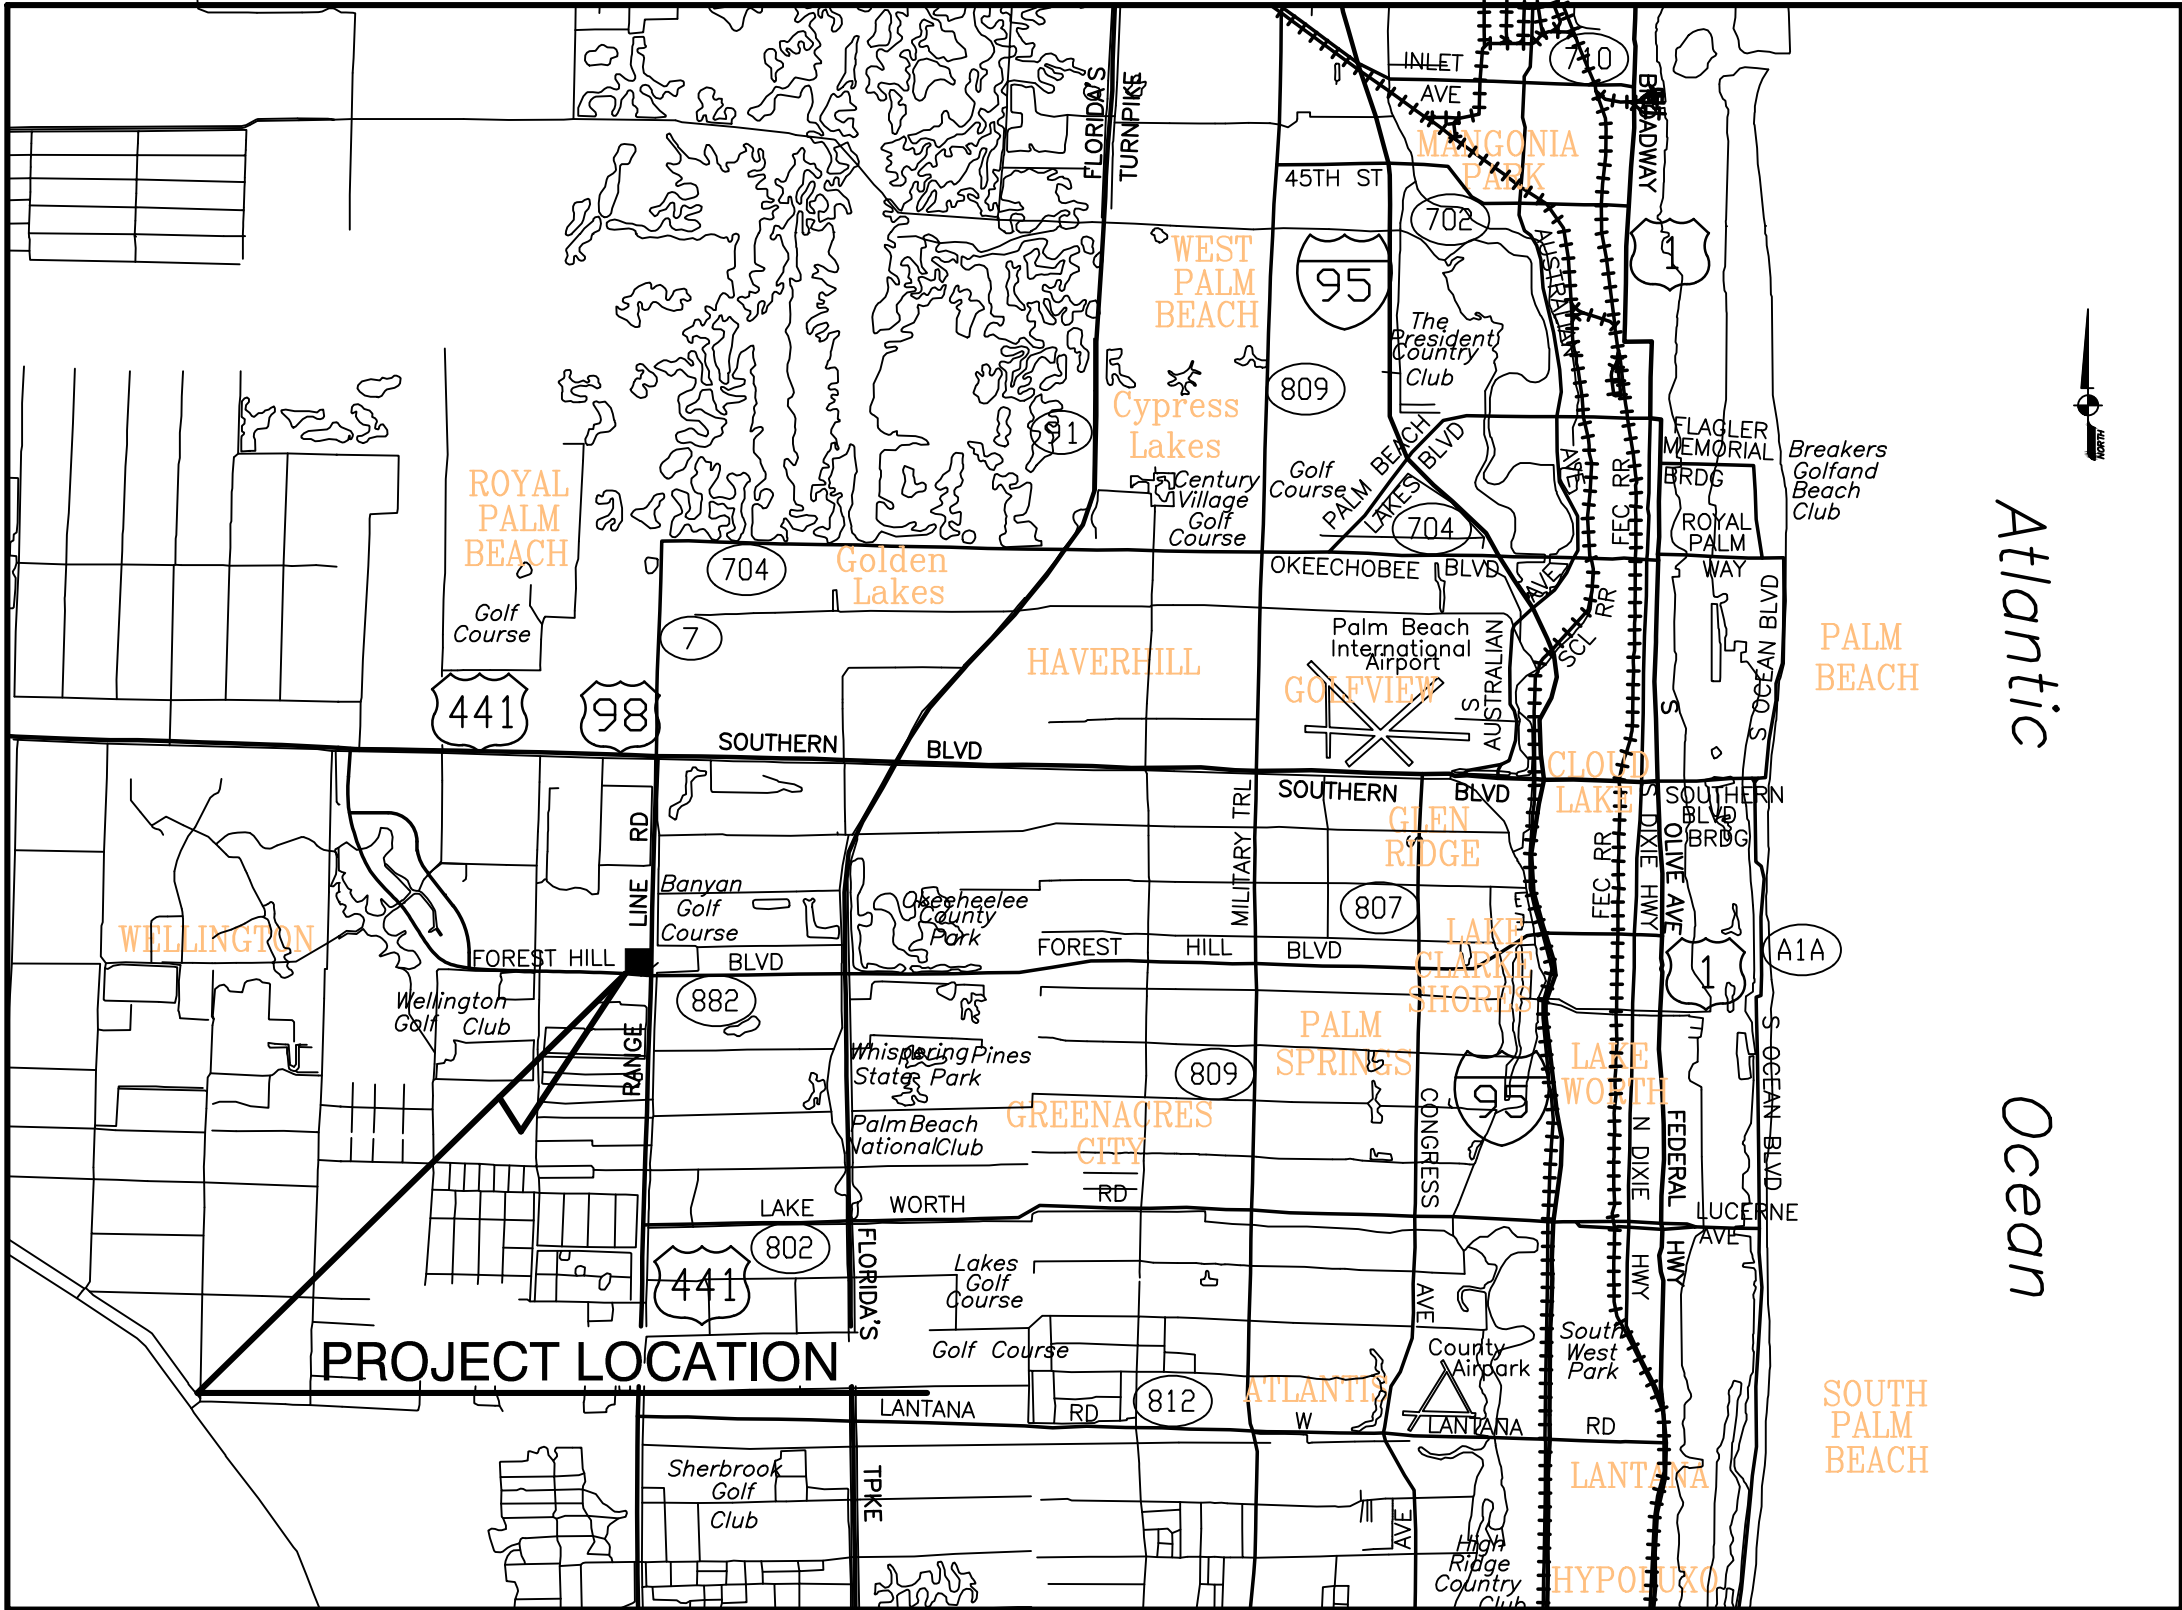 INLET
AVE
710
BROADWAY
FLORIDA'S
TURNPIKE
MANGONIA
PARK
45TH ST
702
AUSTRALIAN
1
WEST
PALM
BEACH
95
The
President
Country
Club
809
Cypress
Lakes
91
NORTH
FLAGLER
MEMORIAL
BRDG
Breakers
Golfand
Beach
Club
PALM BEACH
LAKES BLVD
AVE
FEC RR
Golf
Course
Century
Village
Golf
Course
704
ROYAL
PALM
BEACH
ROYAL
PALM
WAY
Atlantic
Golden
Lakes
704
OKEECHOBEE BLVD
AVE
SCL RR
Golf
Course
7
Palm Beach
International
Airport
S AUSTRALIAN
S OCEAN BLVD
PALM
BEACH
HAVERHILL
GOLFVIEW
441
98
S
SOUTHERN BLVD
CLOUD
LAKE
SOUTHERN BLVD
SOUTHERN
BLVD
BRDG
MILITARY TRL
GLEN
RIDGE
FEC RR
S DIXIE HWY
OLIVE AVE
RANGE LINE RD
Banyan
Golf
Course
Okeeheelee
County
Park
807
WELLINGTON
FOREST HILL
BLVD
FOREST HILL BLVD
LAKE
CLARKE
SHORES
1
A1A
Wellington
Golf Club
882
PALM
SPRINGS
Whispering Pines
State Park
809
95
LAKE
WORTH
S OCEAN BLVD
Ocean
GREENACRES
CITY
Palm Beach
National Club
CONGRESS
N DIXIE
FEDERAL
LAKE WORTH RD
LUCERNE
AVE
802
441
FLORIDA'S
Lakes
Golf
Course
AVE
HWY
HWY
PROJECT LOCATION
Golf Course
County
Airpark
South
West
Park
ATLANTIS
812
LANTANA RD
W
LANTANA RD
SOUTH
PALM
BEACH
LANTANA
Sherbrook
Golf
Club
TPKE
AVE
High
Ridge
Country
Club
HYPOLUXO